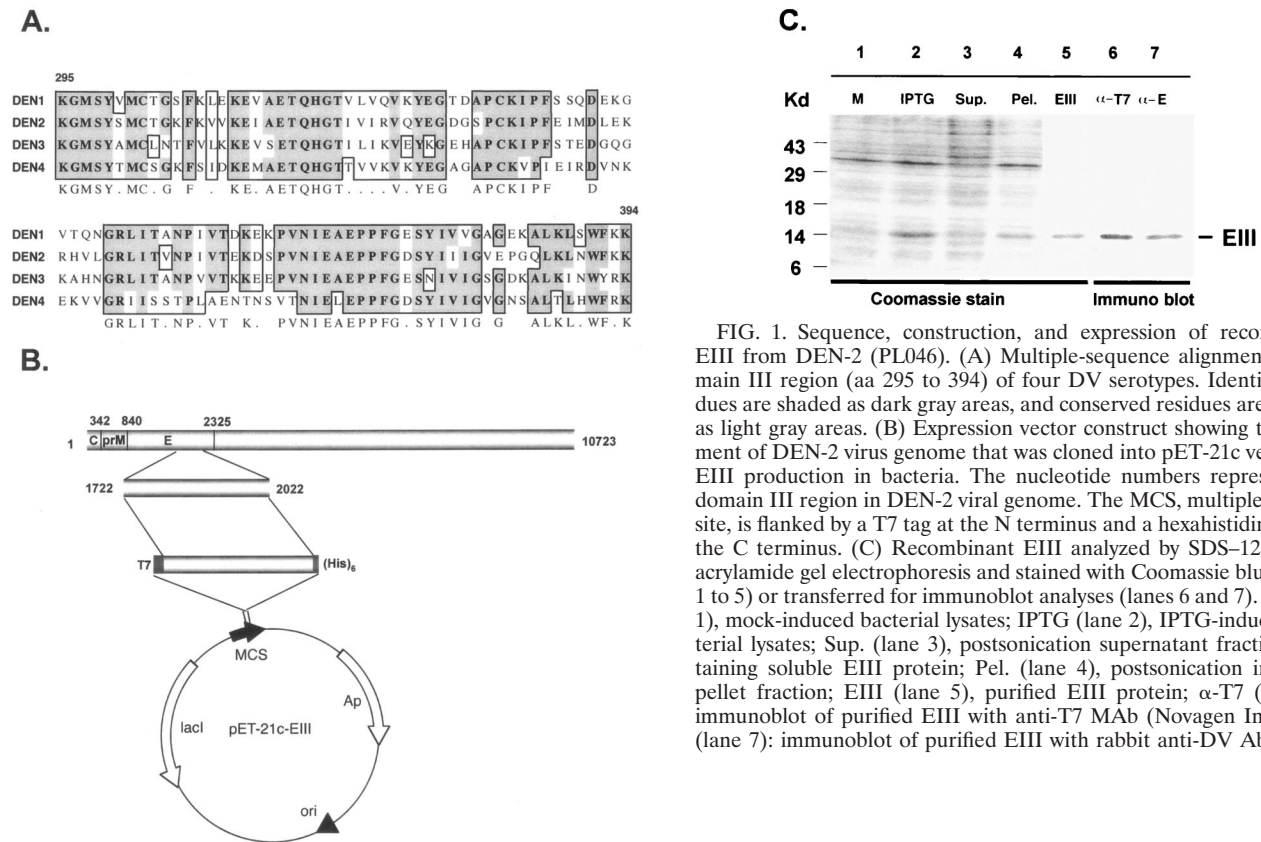 A.
295
DEN1 KGMSYVMCTGSFKLEKEVAETQHGTVLVQVKYEGTDAPCKIPFSSQDEKG
DEN2 KGMSYSMCTGKFKVVKEIAETQHGTIVIRVQYEGDGSPCKIPFEIMDLEK
DEN3 KGMSYAMCLNTFVLKKEVSETQHGTILIKVEYKGEHAPCKIPFSTEDGQG
DEN4 KGMSYTMCSGKFSIDKEMAETQHGTTVVKVKYEGAGAPCKVPIEIRDVNK
KGMSY.MC.G F . KE.AETQHGT....V.YEG APCKIPF D
394
DEN1 VTQNGRLITANPIVTDKEKPVNIEAEPPFGESYIVVGAGEKALKLSWFKK
DEN2 RHVLGRLITVNPIVTEKDSPVNIEAEPPFGDSYIIIGVEPGQLKLNWFKK
DEN3 KAHNGRLITANPVVTKKEEPVNIEAEPPFGESNIVIGSGDKALKINWYRK
DEN4 EKVVGRIISSTPLAENTNSVTNIELEPPFGDSYIVIGVGNSALTLHWFRK
GRLIT.NP.VT K.PVNIEAEPPFG.SYIVIG G ALKL.WF.K
B.
342 840 2325
1 C prM E 10723
1722 2022
T7 (His)6
MCS
lacI pET-21c-EIII Ap
ori
C.
1 2 3 4 5 6 7
Kd M IPTG Sup. Pel. EIII α-T7 α-E
43
29
18
14 EIII
6
Coomassie stain Immuno blot
FIG. 1. Sequence, construction, and expression of recor
EIII from DEN-2 (PL046). (A) Multiple-sequence alignmen
main III region (aa 295 to 394) of four DV serotypes. Identi
dues are shaded as dark gray areas, and conserved residues are
as light gray areas. (B) Expression vector construct showing t
ment of DEN-2 virus genome that was cloned into pET-21c ve
EIII production in bacteria. The nucleotide numbers repres
domain III region in DEN-2 viral genome. The MCS, multiple
site, is flanked by a T7 tag at the N terminus and a hexahistidin
the C terminus. (C) Recombinant EIII analyzed by SDS–12
acrylamide gel electrophoresis and stained with Coomassie blu
1 to 5) or transferred for immunoblot analyses (lanes 6 and 7).
1), mock-induced bacterial lysates; IPTG (lane 2), IPTG-indu
terial lysates; Sup. (lane 3), postsonication supernatant fracti
taining soluble EIII protein; Pel. (lane 4), postsonication in
pellet fraction; EIII (lane 5), purified EIII protein; α-T7 (
immunoblot of purified EIII with anti-T7 MAb (Novagen In
(lane 7): immunoblot of purified EIII with rabbit anti-DV Ab